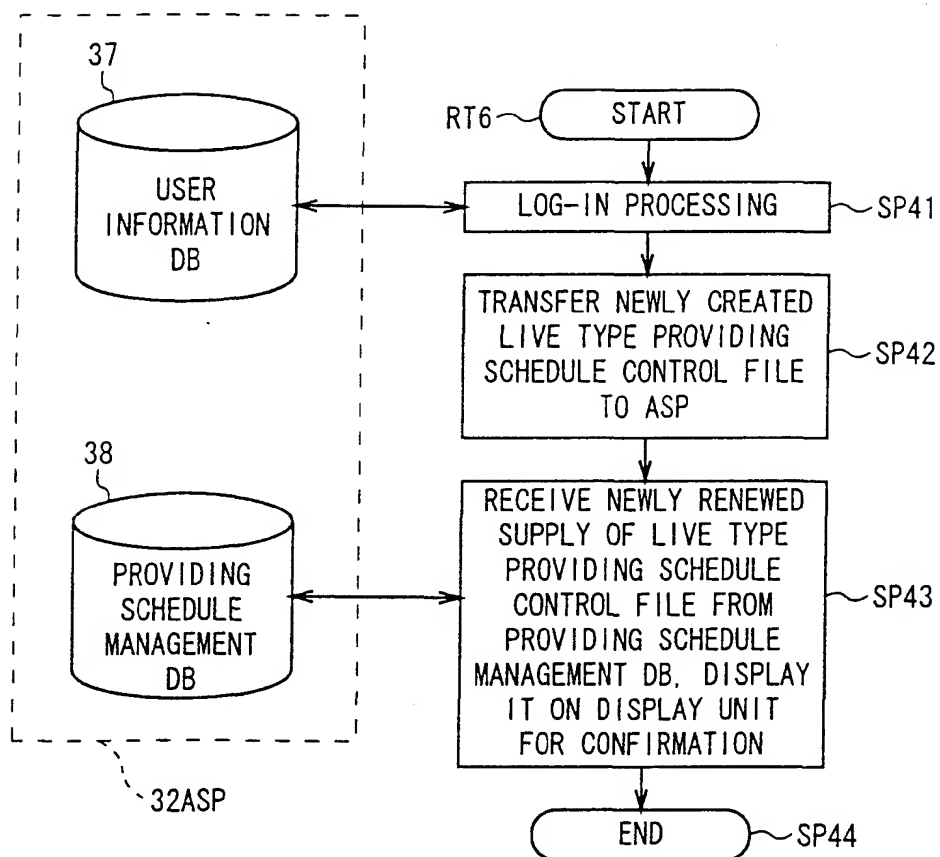 37
USER
INFORMATION
DB
38
PROVIDING
SCHEDULE
MANAGEMENT
DB
32ASP
RT6
START
LOG-IN PROCESSING
SP41
TRANSFER NEWLY CREATED
LIVE TYPE PROVIDING
SCHEDULE CONTROL FILE
TO ASP
SP42
RECEIVE NEWLY RENEWED
SUPPLY OF LIVE TYPE
PROVIDING SCHEDULE
CONTROL FILE FROM
PROVIDING SCHEDULE
MANAGEMENT DB, DISPLAY
IT ON DISPLAY UNIT
FOR CONFIRMATION
SP43
END
SP44